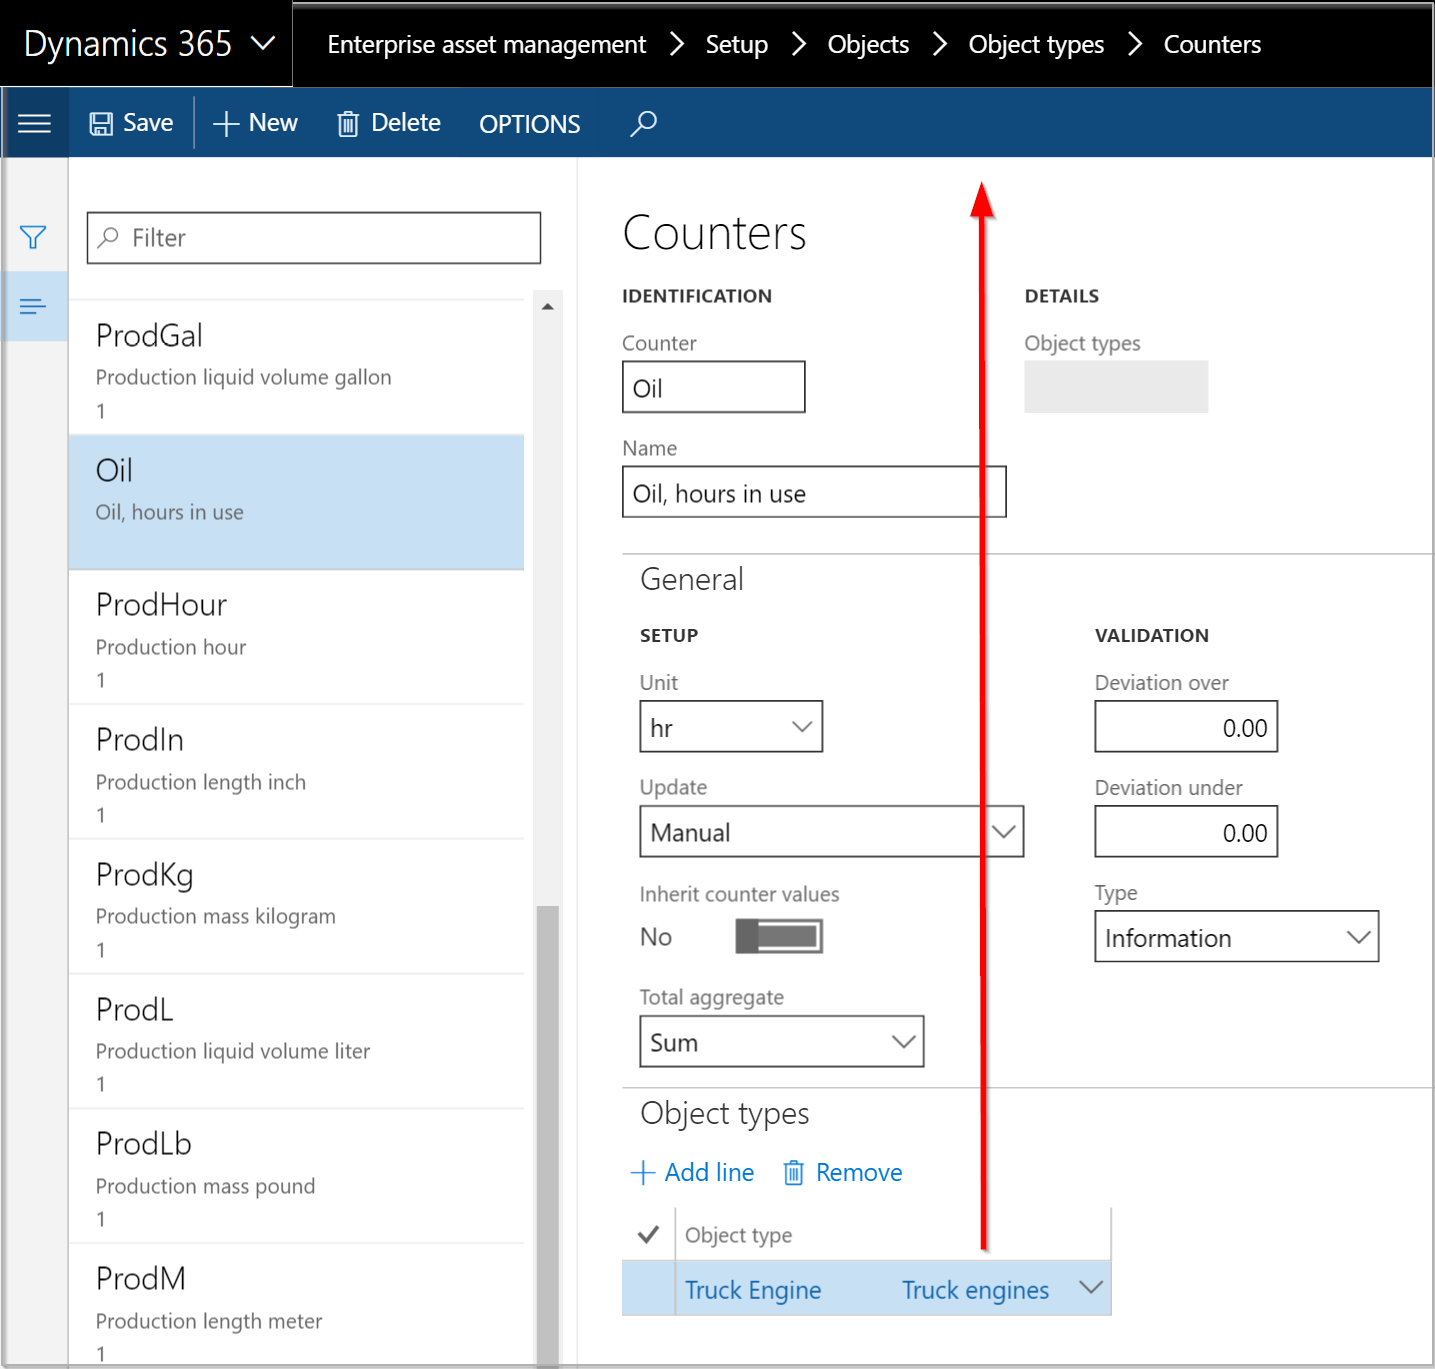 Dynamics 365
Enterprise asset management > Setup > Objects > Object types > Counters
Save
New
Delete
OPTIONS
Filter
ProdGal
Production liquid volume gallon
1
Oil
Oil, hours in use
ProdHour
Production hour
1
ProdIn
Production length inch
1
ProdKg
Production mass kilogram
1
ProdL
Production liquid volume liter
1
ProdLb
Production mass pound
1
ProdM
Production length meter
1
Counters
IDENTIFICATION
Counter
Oil
Name
Oil, hours in use
DETAILS
Object types
General
SETUP
Unit
hr
Update
Manual
Inherit counter values
No
Total aggregate
Sum
VALIDATION
Deviation over
0.00
Deviation under
0.00
Type
Information
Object types
Add line
Remove
Object type
Truck Engine Truck engines